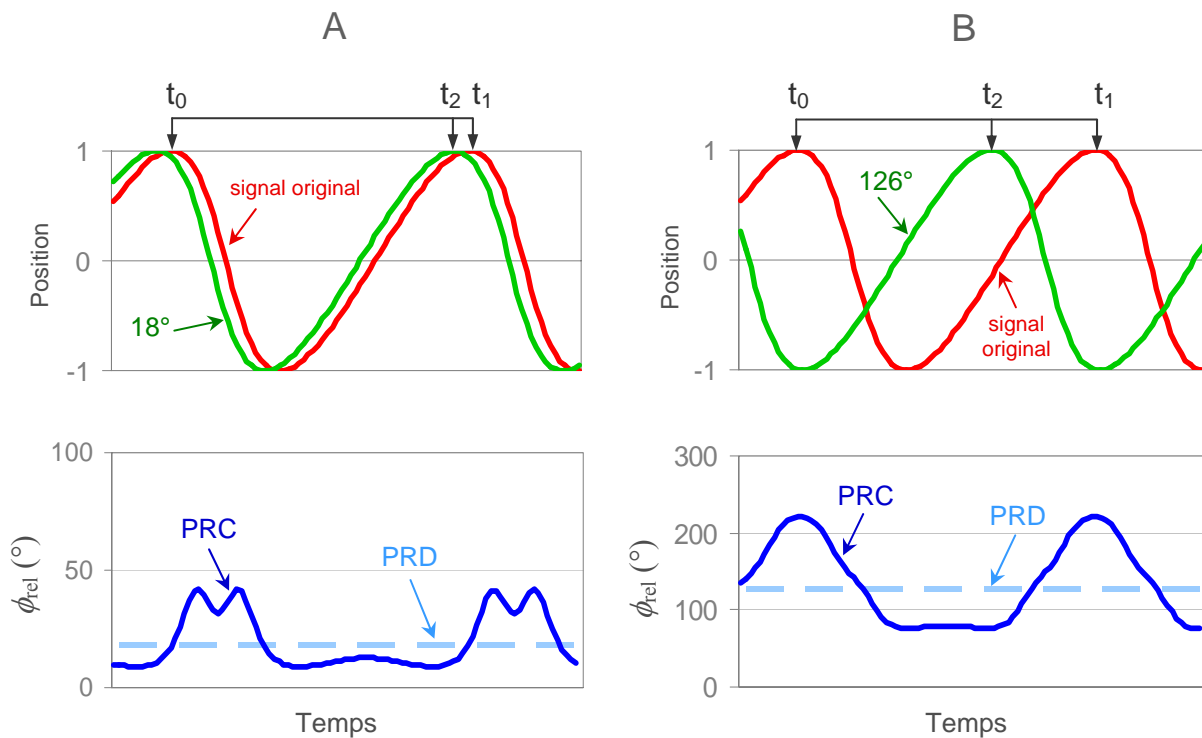 A
t0
t2
t1
1
0
-1
Position
signal original
18°
100
50
0
ϕrel (°)
PRC
PRD
Temps
B
t0
t2
t1
1
0
-1
Position
126°
signal
original
300
200
100
0
ϕrel (°)
PRC
PRD
Temps